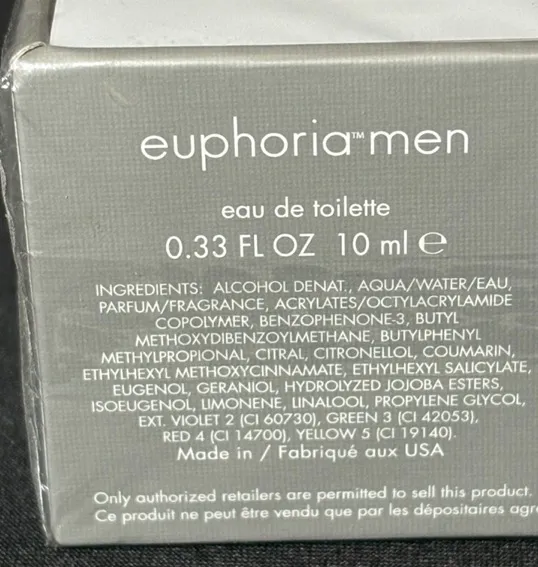 euphoria™ men
eau de toilette
0.33 FL OZ 10 ml ℮
INGREDIENTS: ALCOHOL DENAT., AQUA/WATER/EAU,
PARFUM/FRAGRANCE, ACRYLATES/OCTYLACRYLAMIDE
COPOLYMER, BENZOPHENONE-3, BUTYL
METHOXYDIBENZOYLMETHANE, BUTYLPHENYL
METHYLPROPIONAL, CITRAL, CITRONELLOL, COUMARIN,
ETHYLHEXYL METHOXYCINNAMATE, ETHYLHEXYL SALICYLATE,
EUGENOL, GERANIOL, HYDROLYZED JOJOBA ESTERS,
ISOEUGENOL, LIMONENE, LINALOOL, PROPYLENE GLYCOL,
EXT. VIOLET 2 (CI 60730), GREEN 3 (CI 42053),
RED 4 (CI 14700), YELLOW 5 (CI 19140).
Made in / Fabriqué aux USA
Only authorized retailers are permitted to sell this product.
Ce produit ne peut être vendu que par les dépositaires